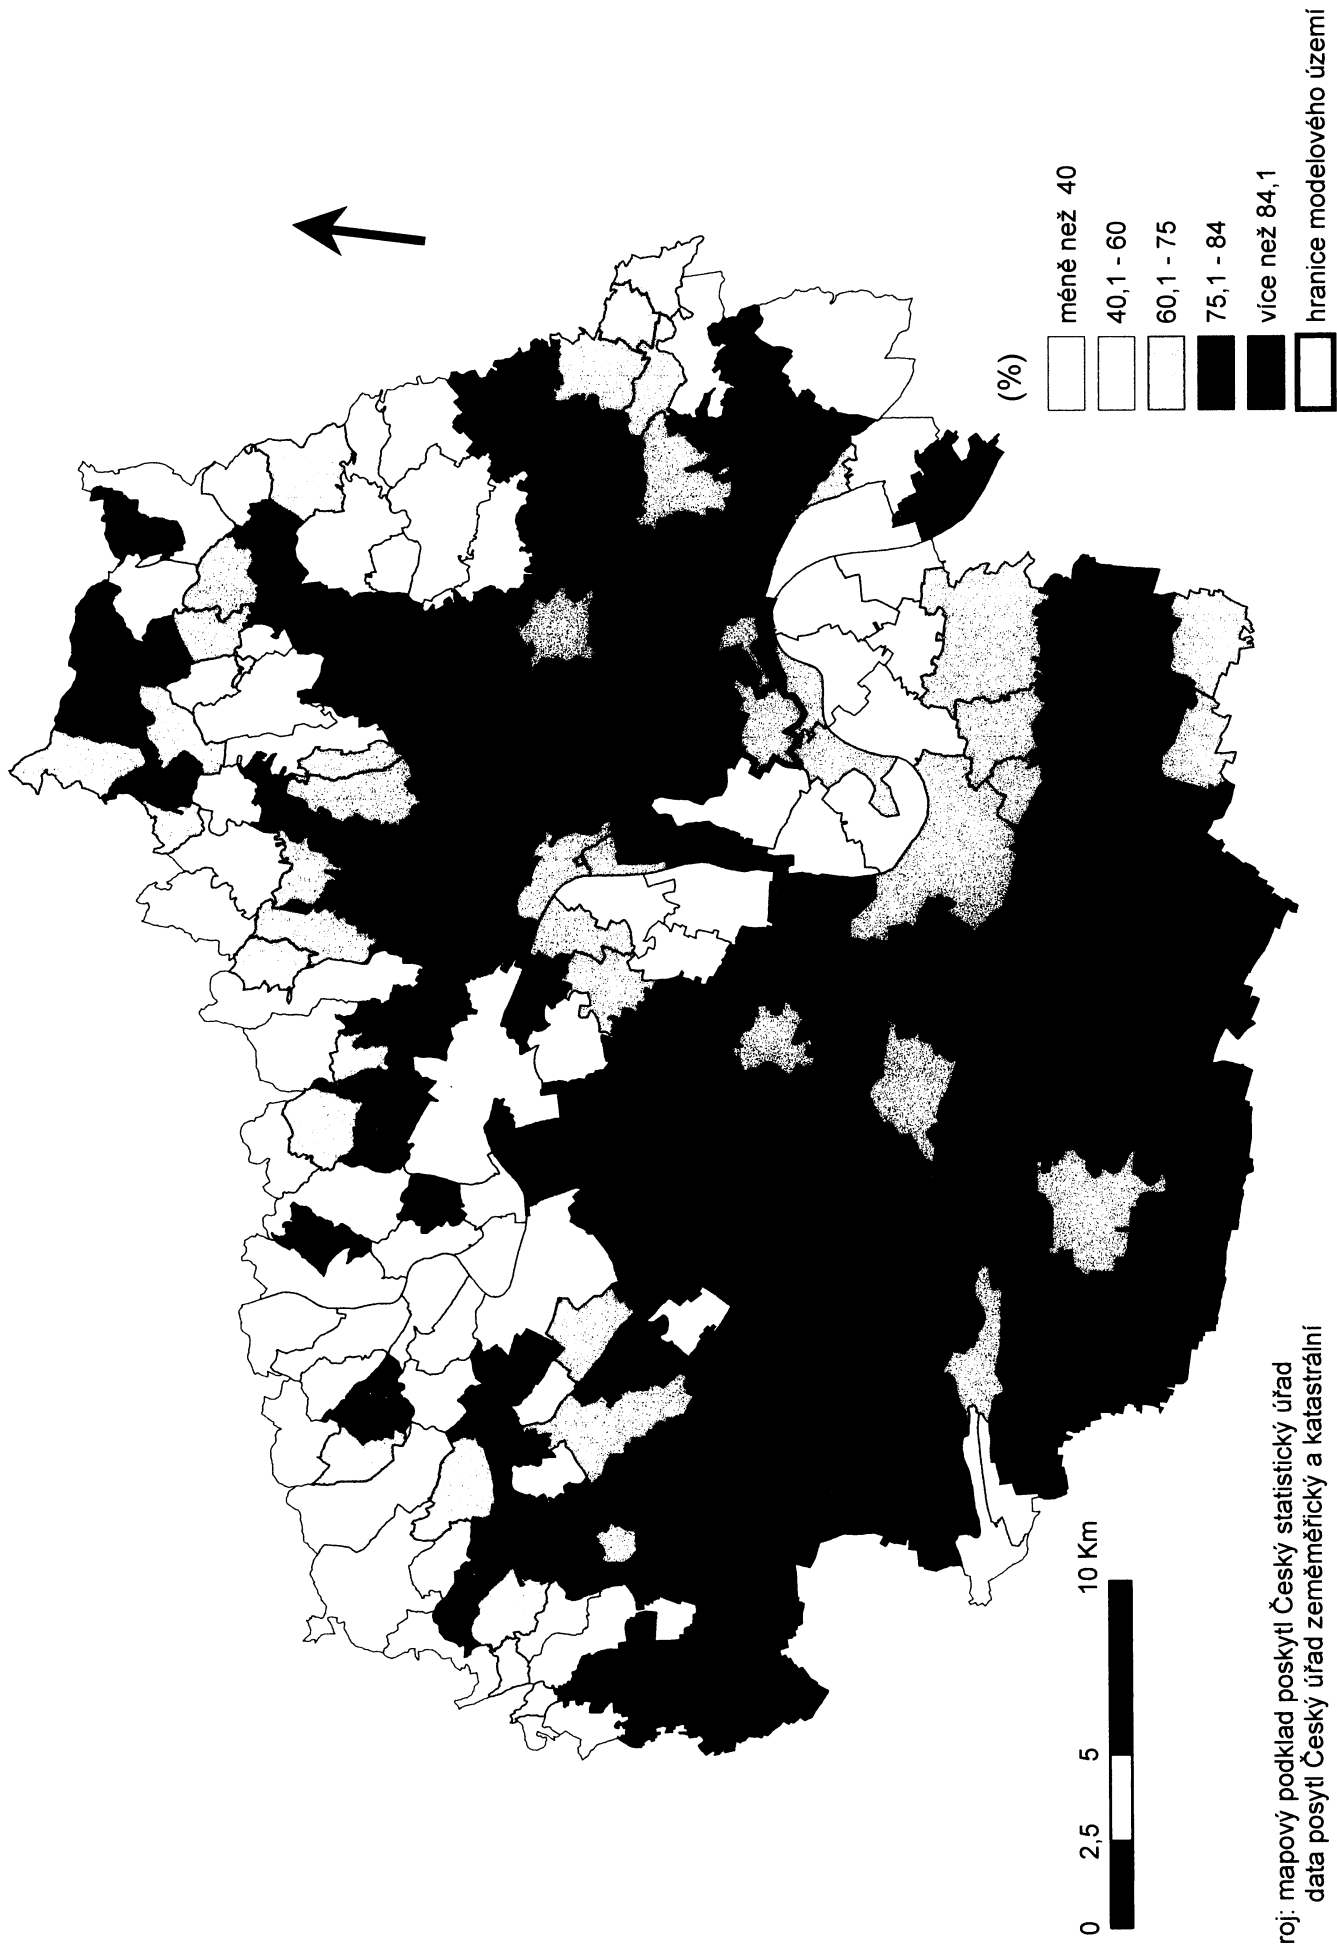 (%)
méně než 40
40,1 - 60
60,1 - 75
75,1 - 84
více než 84,1
hranice modelového území
0 2,5 5 10 Km
roj: mapový podklad poskytl Český statistický úřad
data posytl Český úřad zeměměřický a katastrální